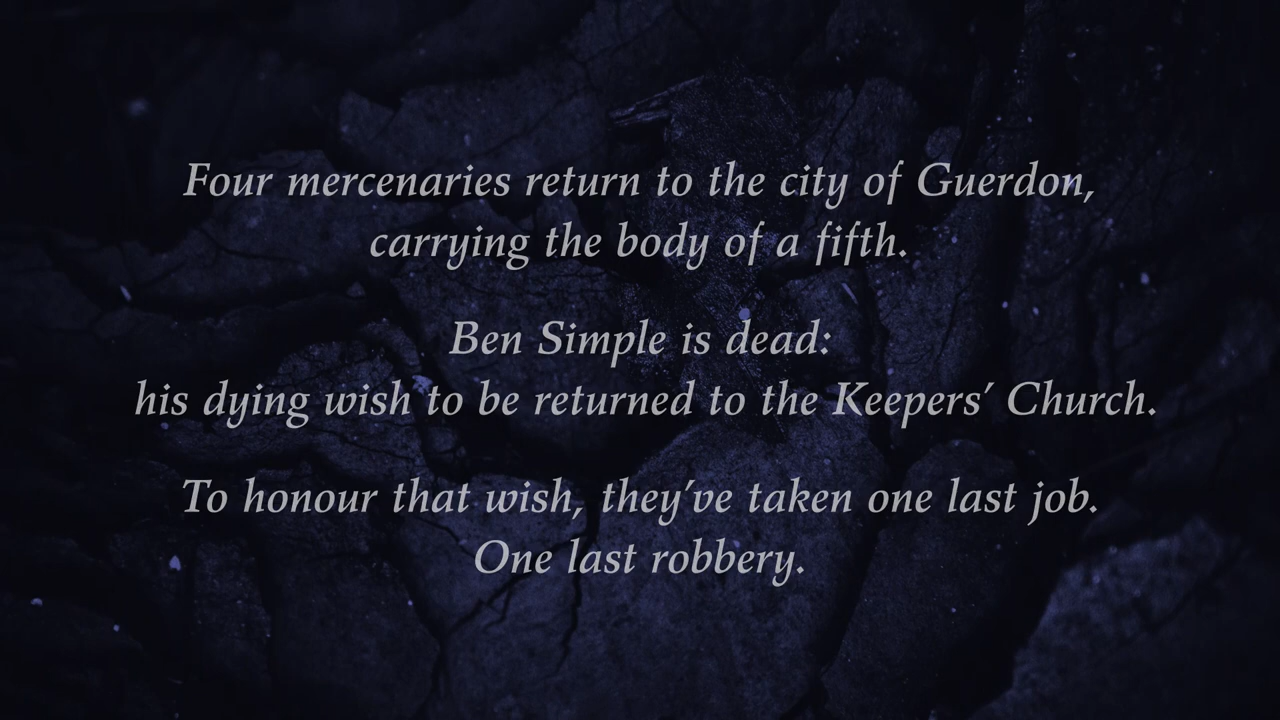 Four mercenaries return to the city of Guerdon,
carrying the body of a fifth.
Ben Simple is dead:
his dying wish to be returned to the Keepers’ Church.
To honour that wish, they’ve taken one last job.
One last robbery.